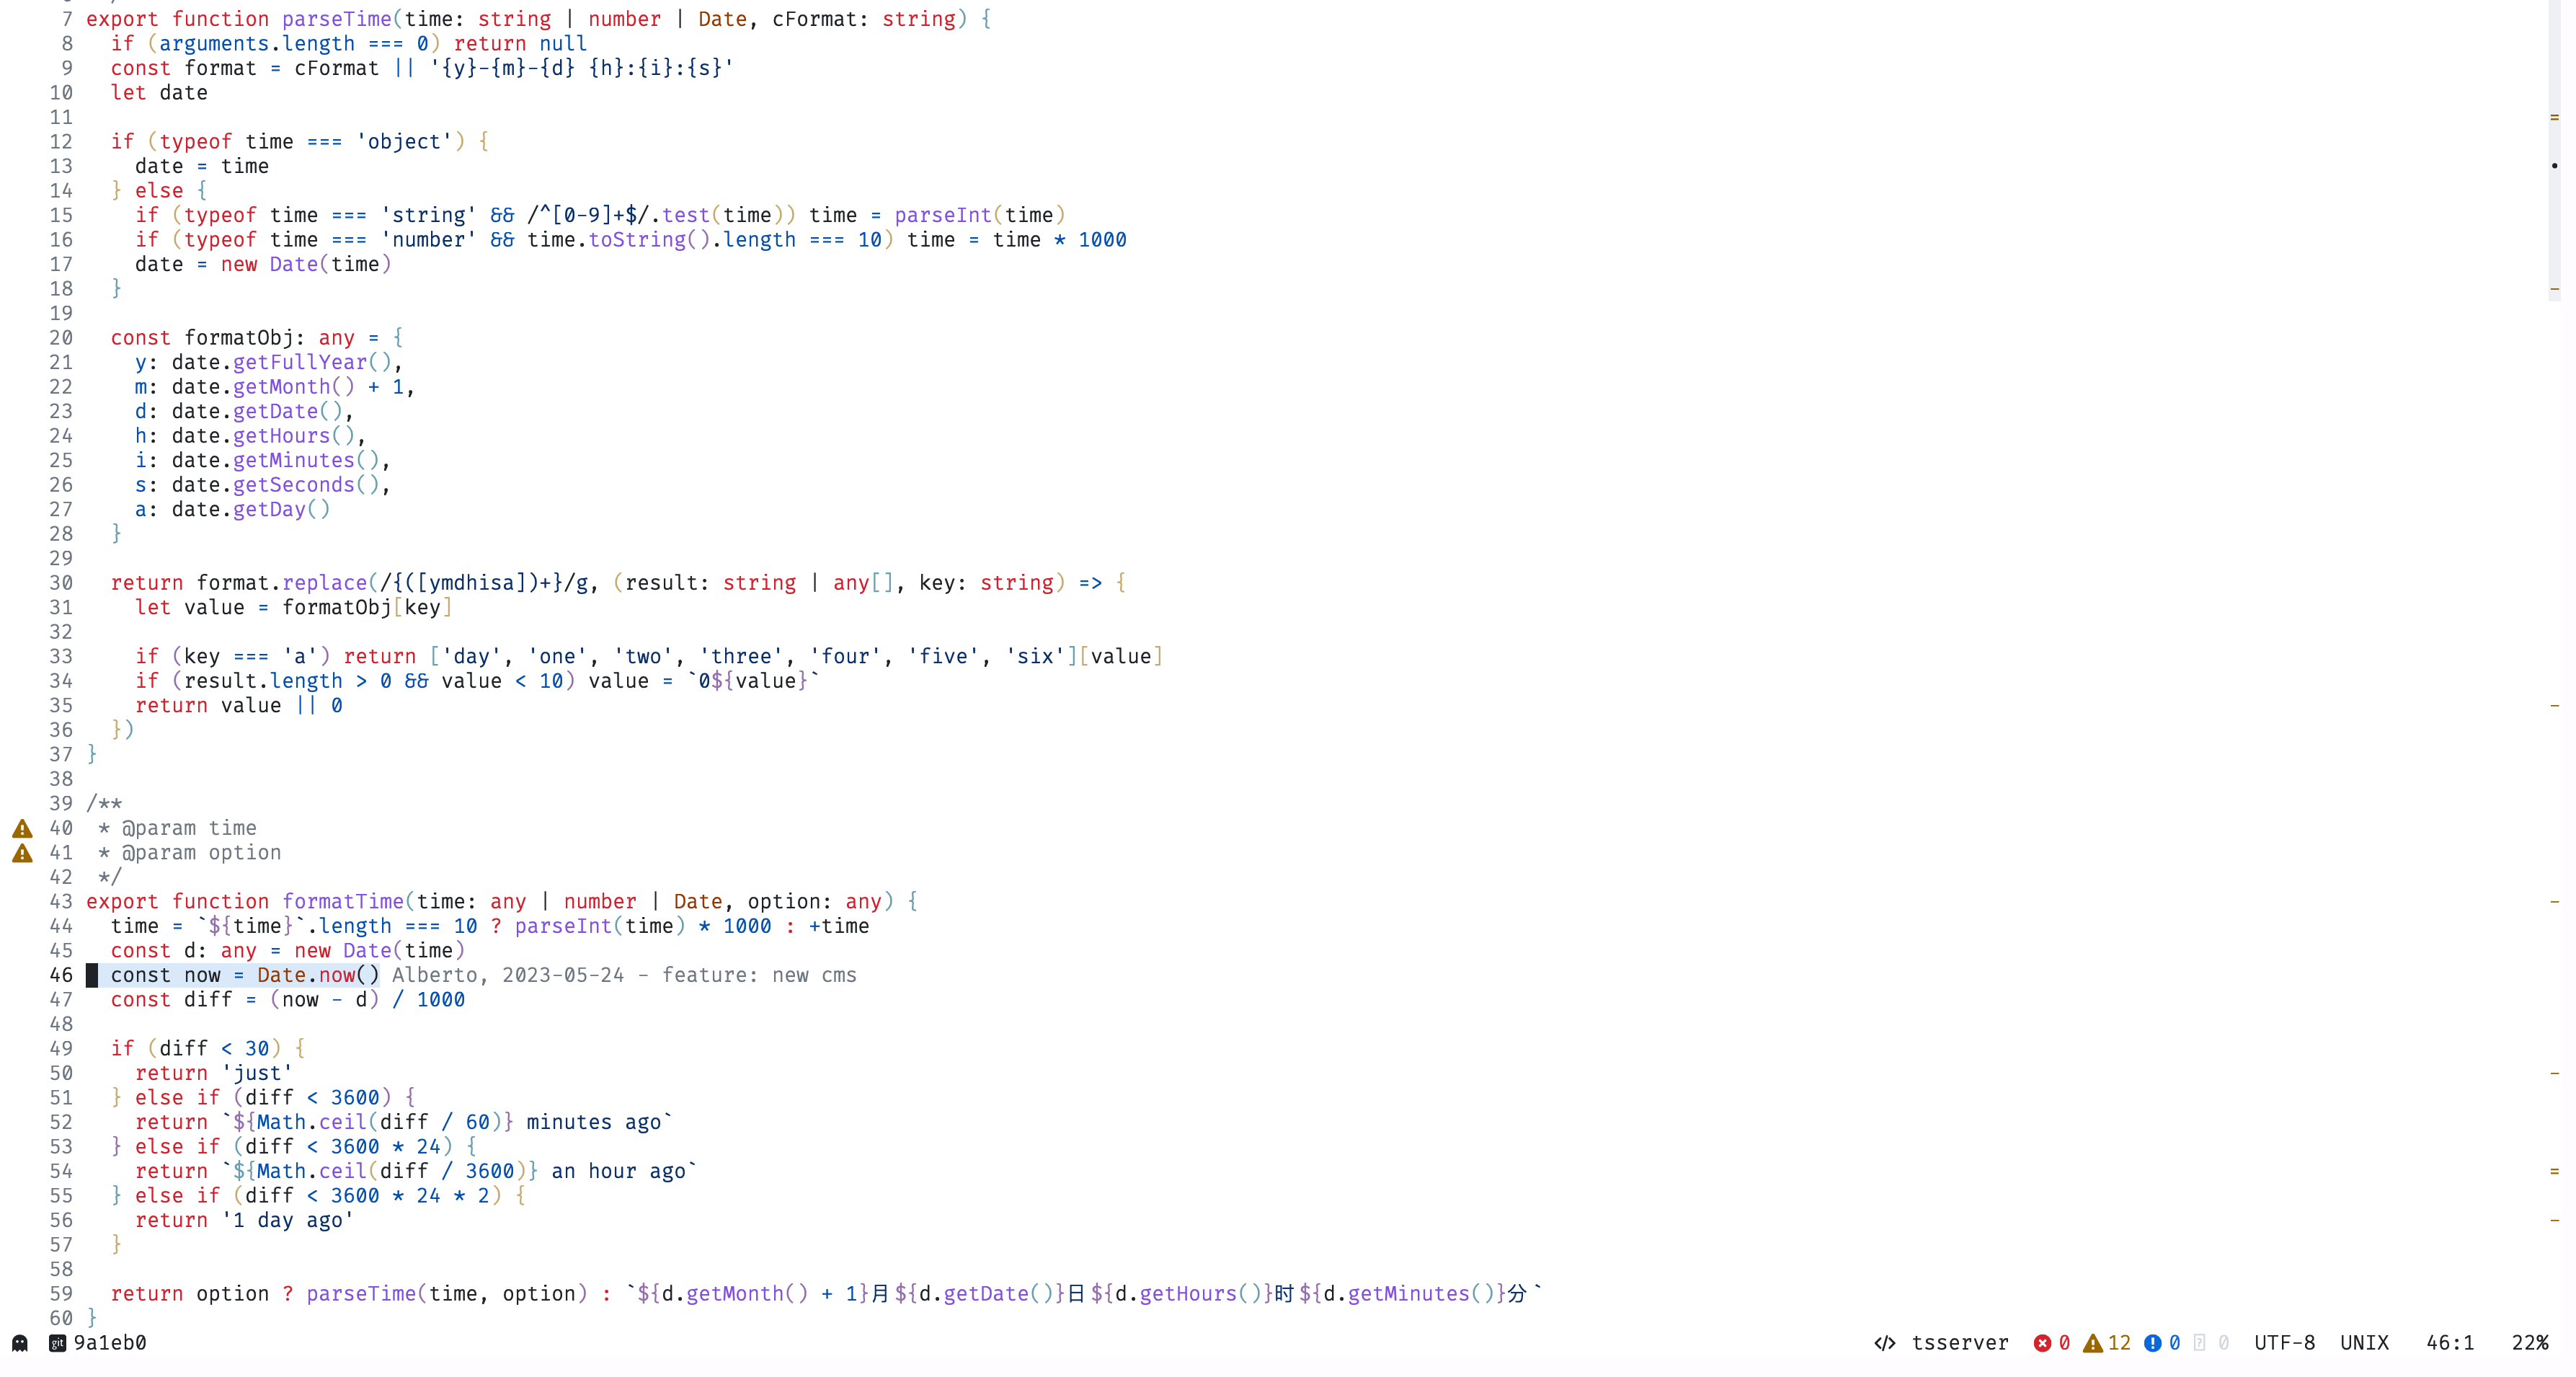 7 export function parseTime(time: string | number | Date, cFormat: string) {
8   if (arguments.length === 0) return null
9   const format = cFormat || '{y}-{m}-{d} {h}:{i}:{s}'
10   let date
11
12   if (typeof time === 'object') {
13     date = time
14   } else {
15     if (typeof time === 'string' && /^[0-9]+$/.test(time)) time = parseInt(time)
16     if (typeof time === 'number' && time.toString().length === 10) time = time * 1000
17     date = new Date(time)
18   }
19
20   const formatObj: any = {
21     y: date.getFullYear(),
22     m: date.getMonth() + 1,
23     d: date.getDate(),
24     h: date.getHours(),
25     i: date.getMinutes(),
26     s: date.getSeconds(),
27     a: date.getDay()
28   }
29
30   return format.replace(/{([ymdhisa])+}/g, (result: string | any[], key: string) => {
31     let value = formatObj[key]
32
33     if (key === 'a') return ['day', 'one', 'two', 'three', 'four', 'five', 'six'][value]
34     if (result.length > 0 && value < 10) value = `0${value}`
35     return value || 0
36   })
37 }
38
39 /**
40  * @param time
41  * @param option
42  */
43 export function formatTime(time: any | number | Date, option: any) {
44   time = `${time}`.length === 10 ? parseInt(time) * 1000 : +time
45   const d: any = new Date(time)
46   const now = Date.now() Alberto, 2023-05-24 - feature: new cms
47   const diff = (now - d) / 1000
48
49   if (diff < 30) {
50     return 'just'
51   } else if (diff < 3600) {
52     return `${Math.ceil(diff / 60)} minutes ago`
53   } else if (diff < 3600 * 24) {
54     return `${Math.ceil(diff / 3600)} an hour ago`
55   } else if (diff < 3600 * 24 * 2) {
56     return '1 day ago'
57   }
58
59   return option ? parseTime(time, option) : `${d.getMonth() + 1}月${d.getDate()}日${d.getHours()}时${d.getMinutes()}分`
60 }
git 9a1eb0 </> tsserver 0 12 0 0 UTF-8 UNIX 46:1 22%